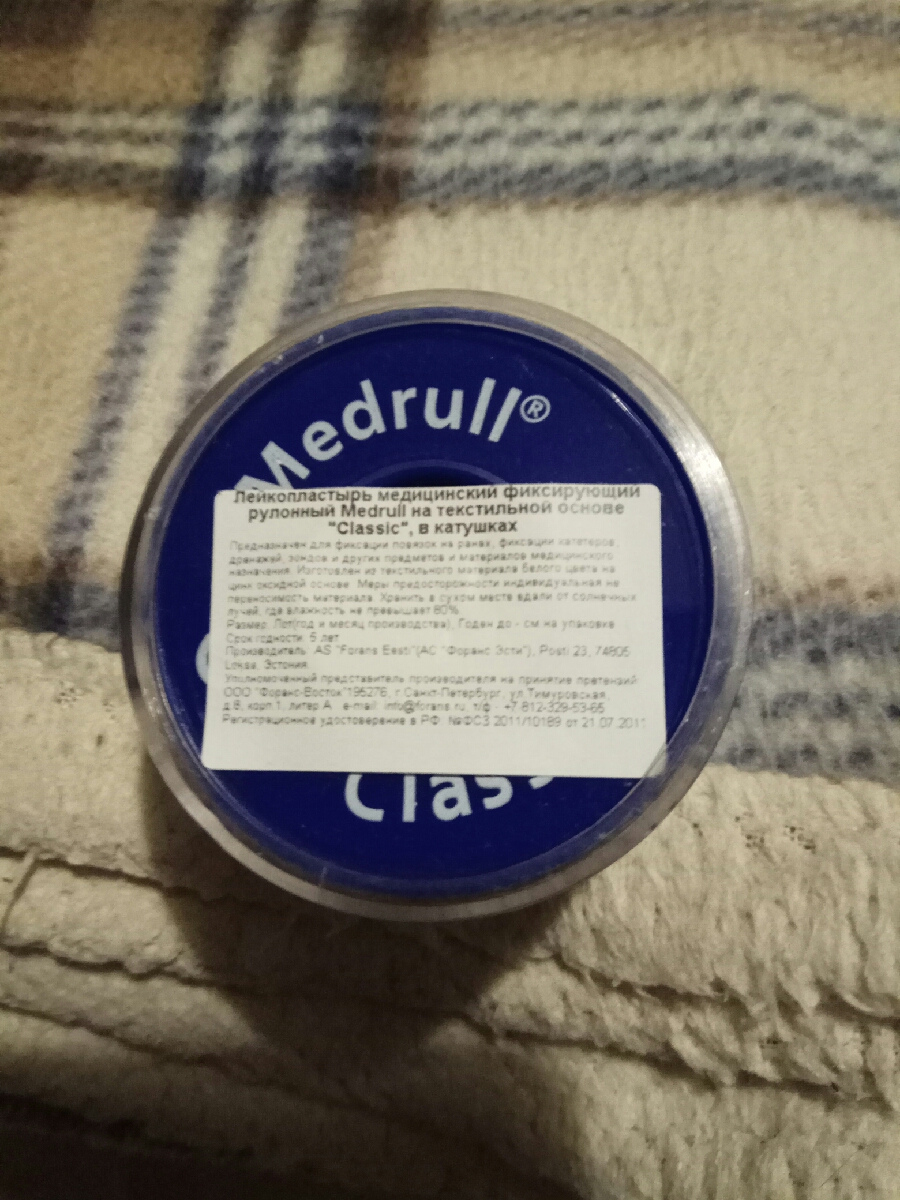 Medrull®
Лейкопластырь медицинский фиксирующий
рулонный Medrull на текстильной основе
"Classic", в катушках
Предназначен для фиксации повязок на ранах, фиксации катетеров,
дренажей, зондов и других предметов и материалов медицинского
назначения. Изготовлен из текстильного материала белого цвета на
цинк оксидной основе. Меры предосторожности индивидуальная не
переносимость материала. Хранить в сухом месте вдали от солнечных
лучей, где влажность не превышает 80%.
Размер, Лот(год и месяц производства), Годен до - см на упаковке
Срок годности: 5 лет
Производитель: AS "Forans Eesti"(АС "Форанс Эсти"), Posti 23, 74805
Loksa, Эстония.
Уполномоченный представитель производителя на принятие претензий:
ООО "Форанс-Восток"195276, г.Санкт-Петербург, ул.Тимуровская,
д.8, корп.1, литер А e-mail: info@forans.ru, т/ф.: +7-812-329-53-65
Регистрационное удостоверение в РФ: №ФСЗ 2011/10189 от 21.07.2011
Class